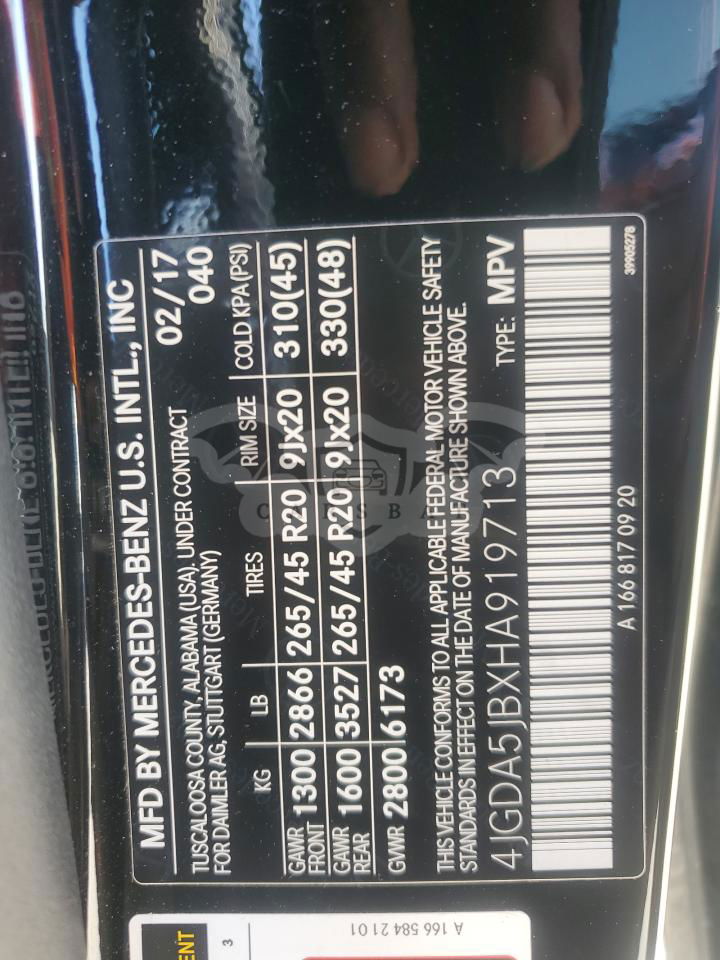 MFD BY MERCEDES-BENZ U.S. INTL., INC
TUSCALOOSA COUNTY, ALABAMA (USA). UNDER CONTRACT 02/17
FOR DAIMLER AG, STUTTGART (GERMANY) 040
KG LB TIRES RIM SIZE COLD KPA (PSI)
GAWR FRONT 1300 2866 265/45 R20 9Jx20 310(45)
GAWR REAR 1600 3527 265/45 R20 9Jx20 330(48)
GVWR 2800 6173
THIS VEHICLE CONFORMS TO ALL APPLICABLE FEDERAL MOTOR VEHICLE SAFETY
STANDARDS IN EFFECT ON THE DATE OF MANUFACTURE SHOWN ABOVE.
4JGDA5JBXHA919713 TYPE: MPV
A 166 817 09 20 39905278
ENT
3
A 166 584 21 01